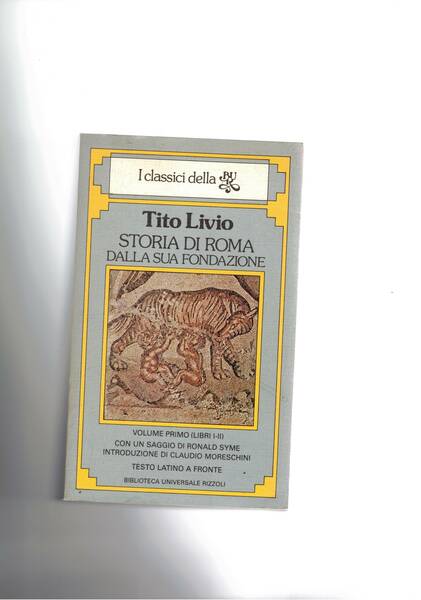 I classici della BUR
Tito Livio
STORIA DI ROMA
DALLA SUA FONDAZIONE
VOLUME PRIMO (LIBRI I-II)
CON UN SAGGIO DI RONALD SYME
INTRODUZIONE DI CLAUDIO MORESCHINI
TESTO LATINO A FRONTE
BIBLIOTECA UNIVERSALE RIZZOLI